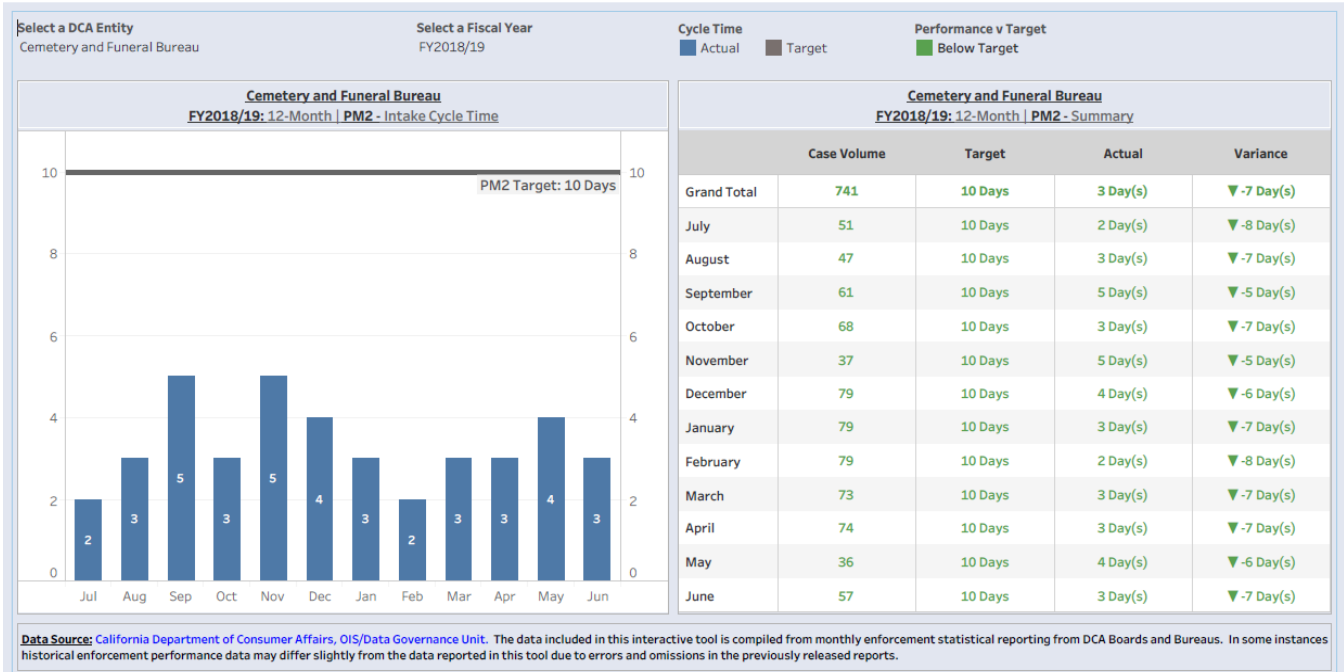 Select a DCA Entity
Cemetery and Funeral Bureau
Select a Fiscal Year
FY2018/19
Cycle Time
Actual Target
Performance v Target
Below Target
Cemetery and Funeral Bureau
FY2018/19: 12-Month | PM2 - Intake Cycle Time
10 10
PM2 Target: 10 Days
8 8
6 6
4 4
2 2
0 0
2 3 5 3 5 4 3 2 3 3 4 3
Jul Aug Sep Oct Nov Dec Jan Feb Mar Apr May Jun
Cemetery and Funeral Bureau
FY2018/19: 12-Month | PM2 - Summary
Case Volume Target Actual Variance
Grand Total 741 10 Days 3 Day(s) ▼ -7 Day(s)
July 51 10 Days 2 Day(s) ▼ -8 Day(s)
August 47 10 Days 3 Day(s) ▼ -7 Day(s)
September 61 10 Days 5 Day(s) ▼ -5 Day(s)
October 68 10 Days 3 Day(s) ▼ -7 Day(s)
November 37 10 Days 5 Day(s) ▼ -5 Day(s)
December 79 10 Days 4 Day(s) ▼ -6 Day(s)
January 79 10 Days 3 Day(s) ▼ -7 Day(s)
February 79 10 Days 2 Day(s) ▼ -8 Day(s)
March 73 10 Days 3 Day(s) ▼ -7 Day(s)
April 74 10 Days 3 Day(s) ▼ -7 Day(s)
May 36 10 Days 4 Day(s) ▼ -6 Day(s)
June 57 10 Days 3 Day(s) ▼ -7 Day(s)
Data Source: California Department of Consumer Affairs, OIS/Data Governance Unit. The data included in this interactive tool is compiled from monthly enforcement statistical reporting from DCA Boards and Bureaus. In some instances
historical enforcement performance data may differ slightly from the data reported in this tool due to errors and omissions in the previously released reports.